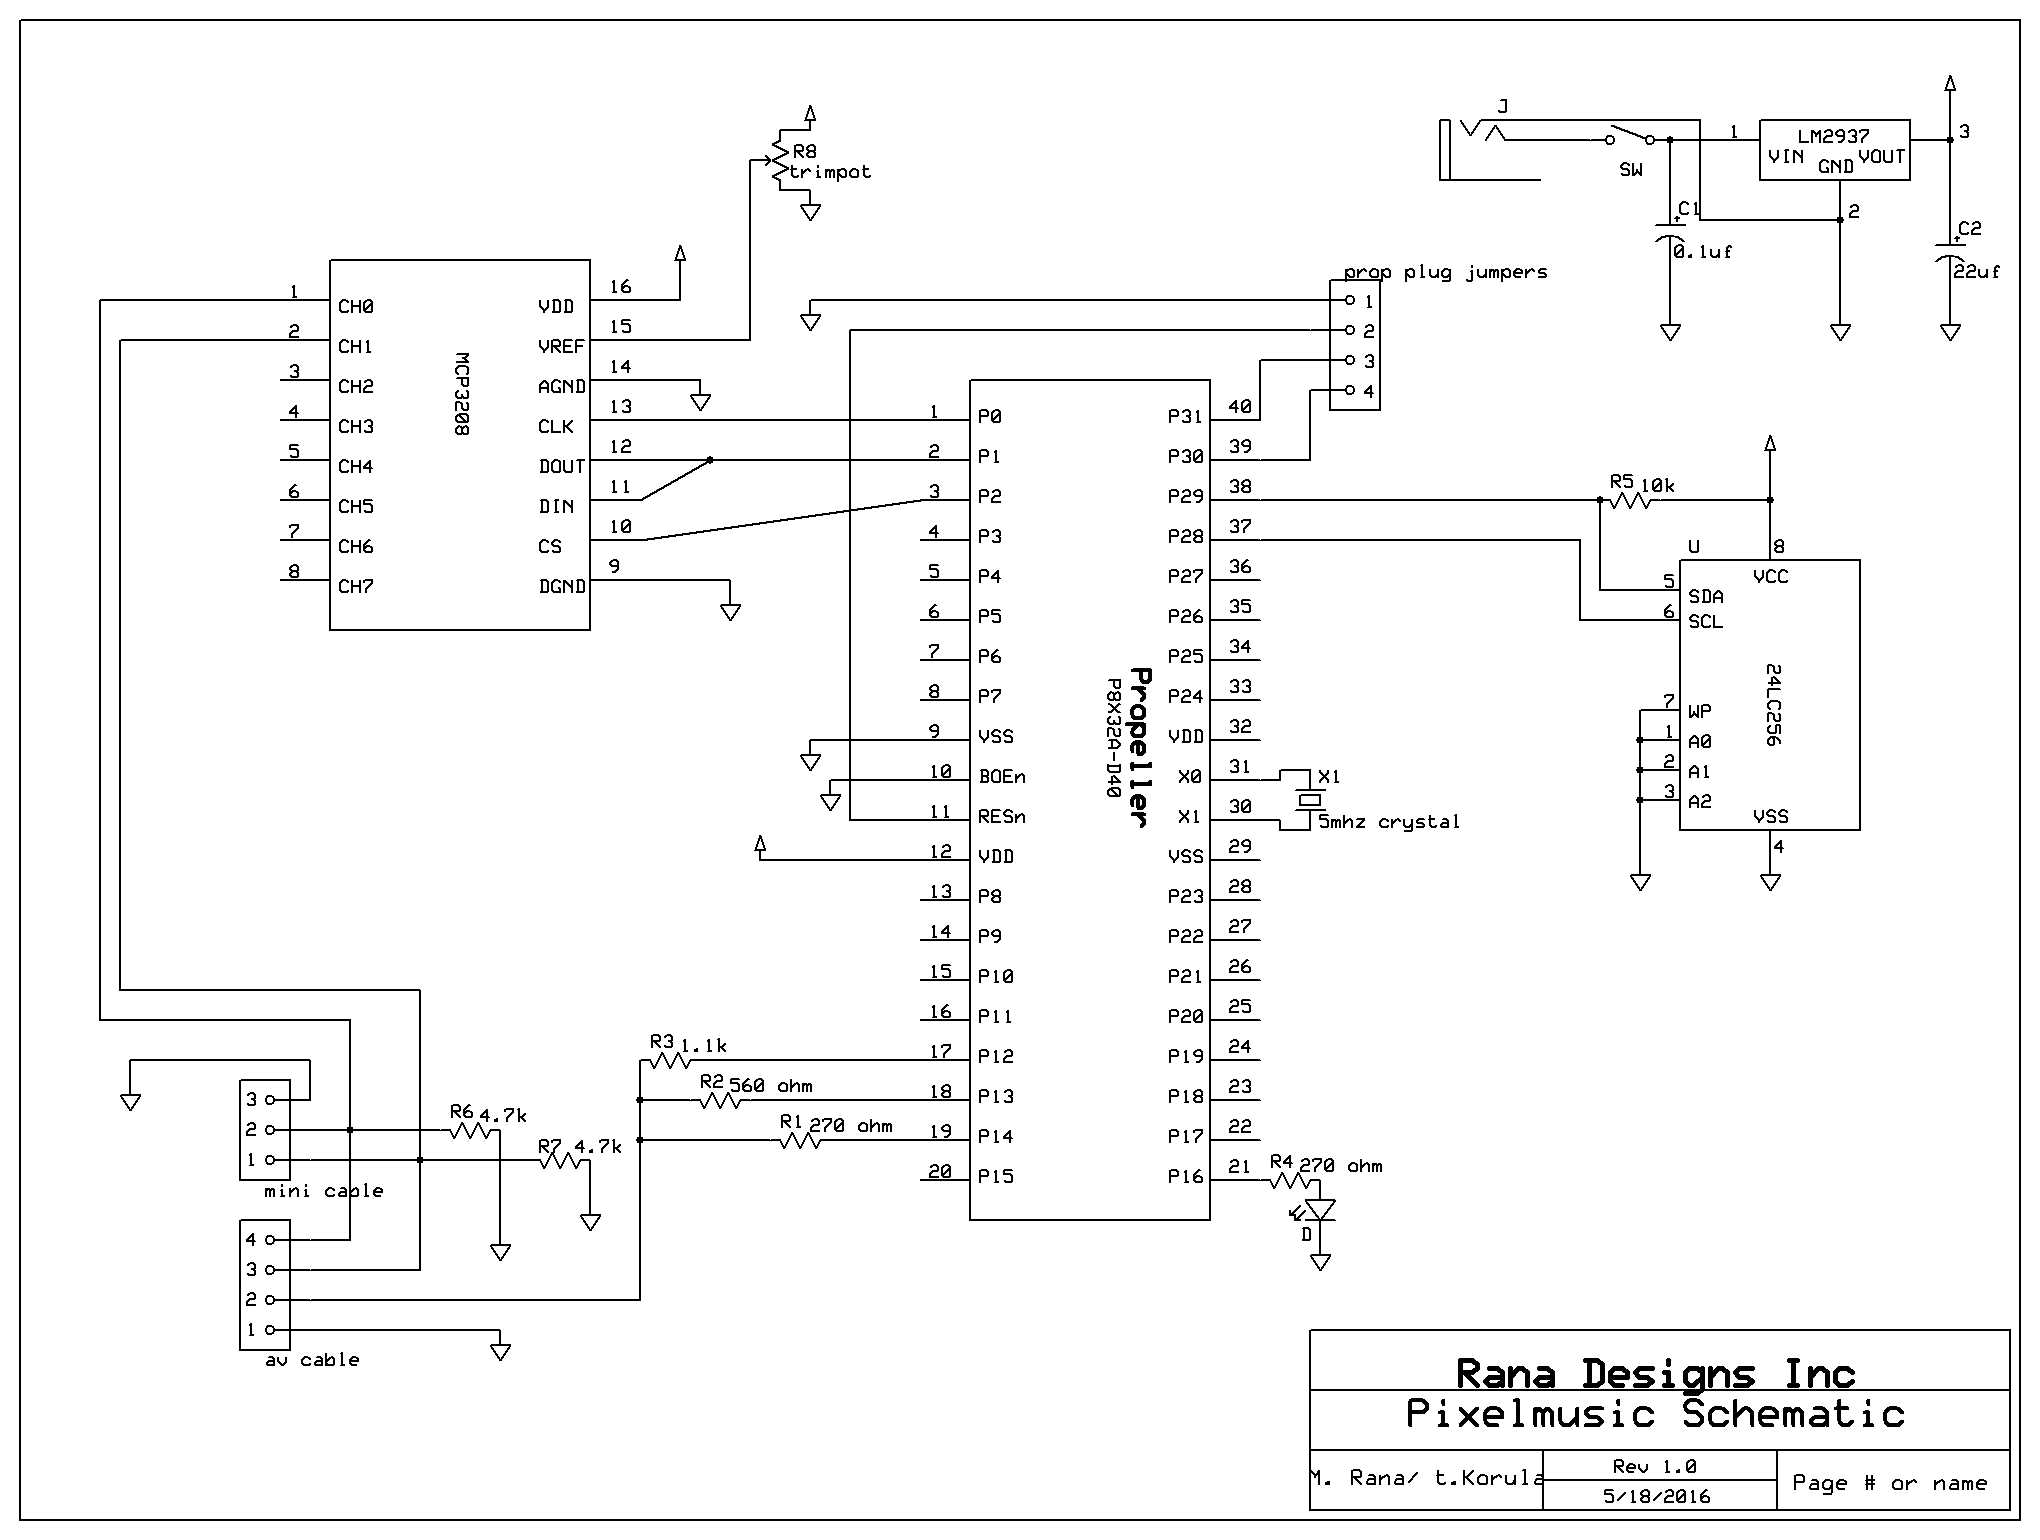 J
R8
trimpot
SW
1
LM2937
VIN
GND
VOUT
3
2
C1
0.1uf
C2
22uf
MCP3208
1
CH0
2
CH1
3
CH2
4
CH3
5
CH4
6
CH5
7
CH6
8
CH7
16
VDD
15
VREF
14
AGND
13
CLK
12
DOUT
11
DIN
10
CS
9
DGND
prop plug jumpers
1
2
3
4
Propeller
P8X32A-D40
1
P0
2
P1
3
P2
4
P3
5
P4
6
P5
7
P6
8
P7
9
VSS
10
BOEn
11
RESn
12
VDD
13
P8
14
P9
15
P10
16
P11
17
P12
18
P13
19
P14
20
P15
P31
40
P30
39
P29
38
P28
37
P27
36
P26
35
P25
34
P24
33
VDD
32
X0
31
X1
30
VSS
29
P23
28
P22
27
P21
26
P20
25
P19
24
P18
23
P17
22
P16
21
X1
5mhz crystal
R5 10k
U
8
VCC
5
SDA
6
SCL
24LC256
7
WP
1
A0
2
A1
3
A2
VSS
4
R3 1.1k
R2 560 ohm
R1 270 ohm
R6 4.7k
R7 4.7k
3
2
1
mini cable
4
3
2
1
av cable
R4 270 ohm
D
Rana Designs Inc
Pixelmusic Schematic
M. Rana/ t.Korula
Rev 1.0
5/18/2016
Page # or name